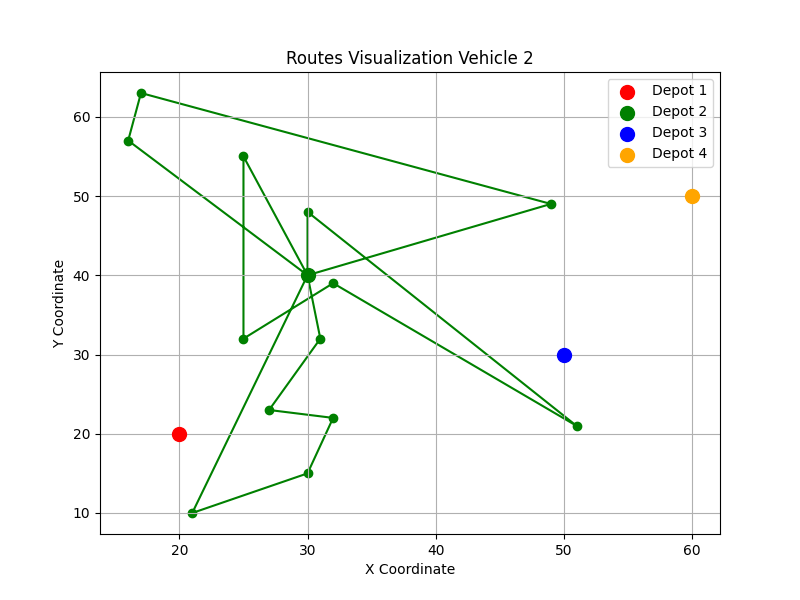 Routes Visualization Vehicle 2
Depot 1
Depot 2
Depot 3
Depot 4
60
50
40
30
20
10
Y Coordinate
20 30 40 50 60
X Coordinate